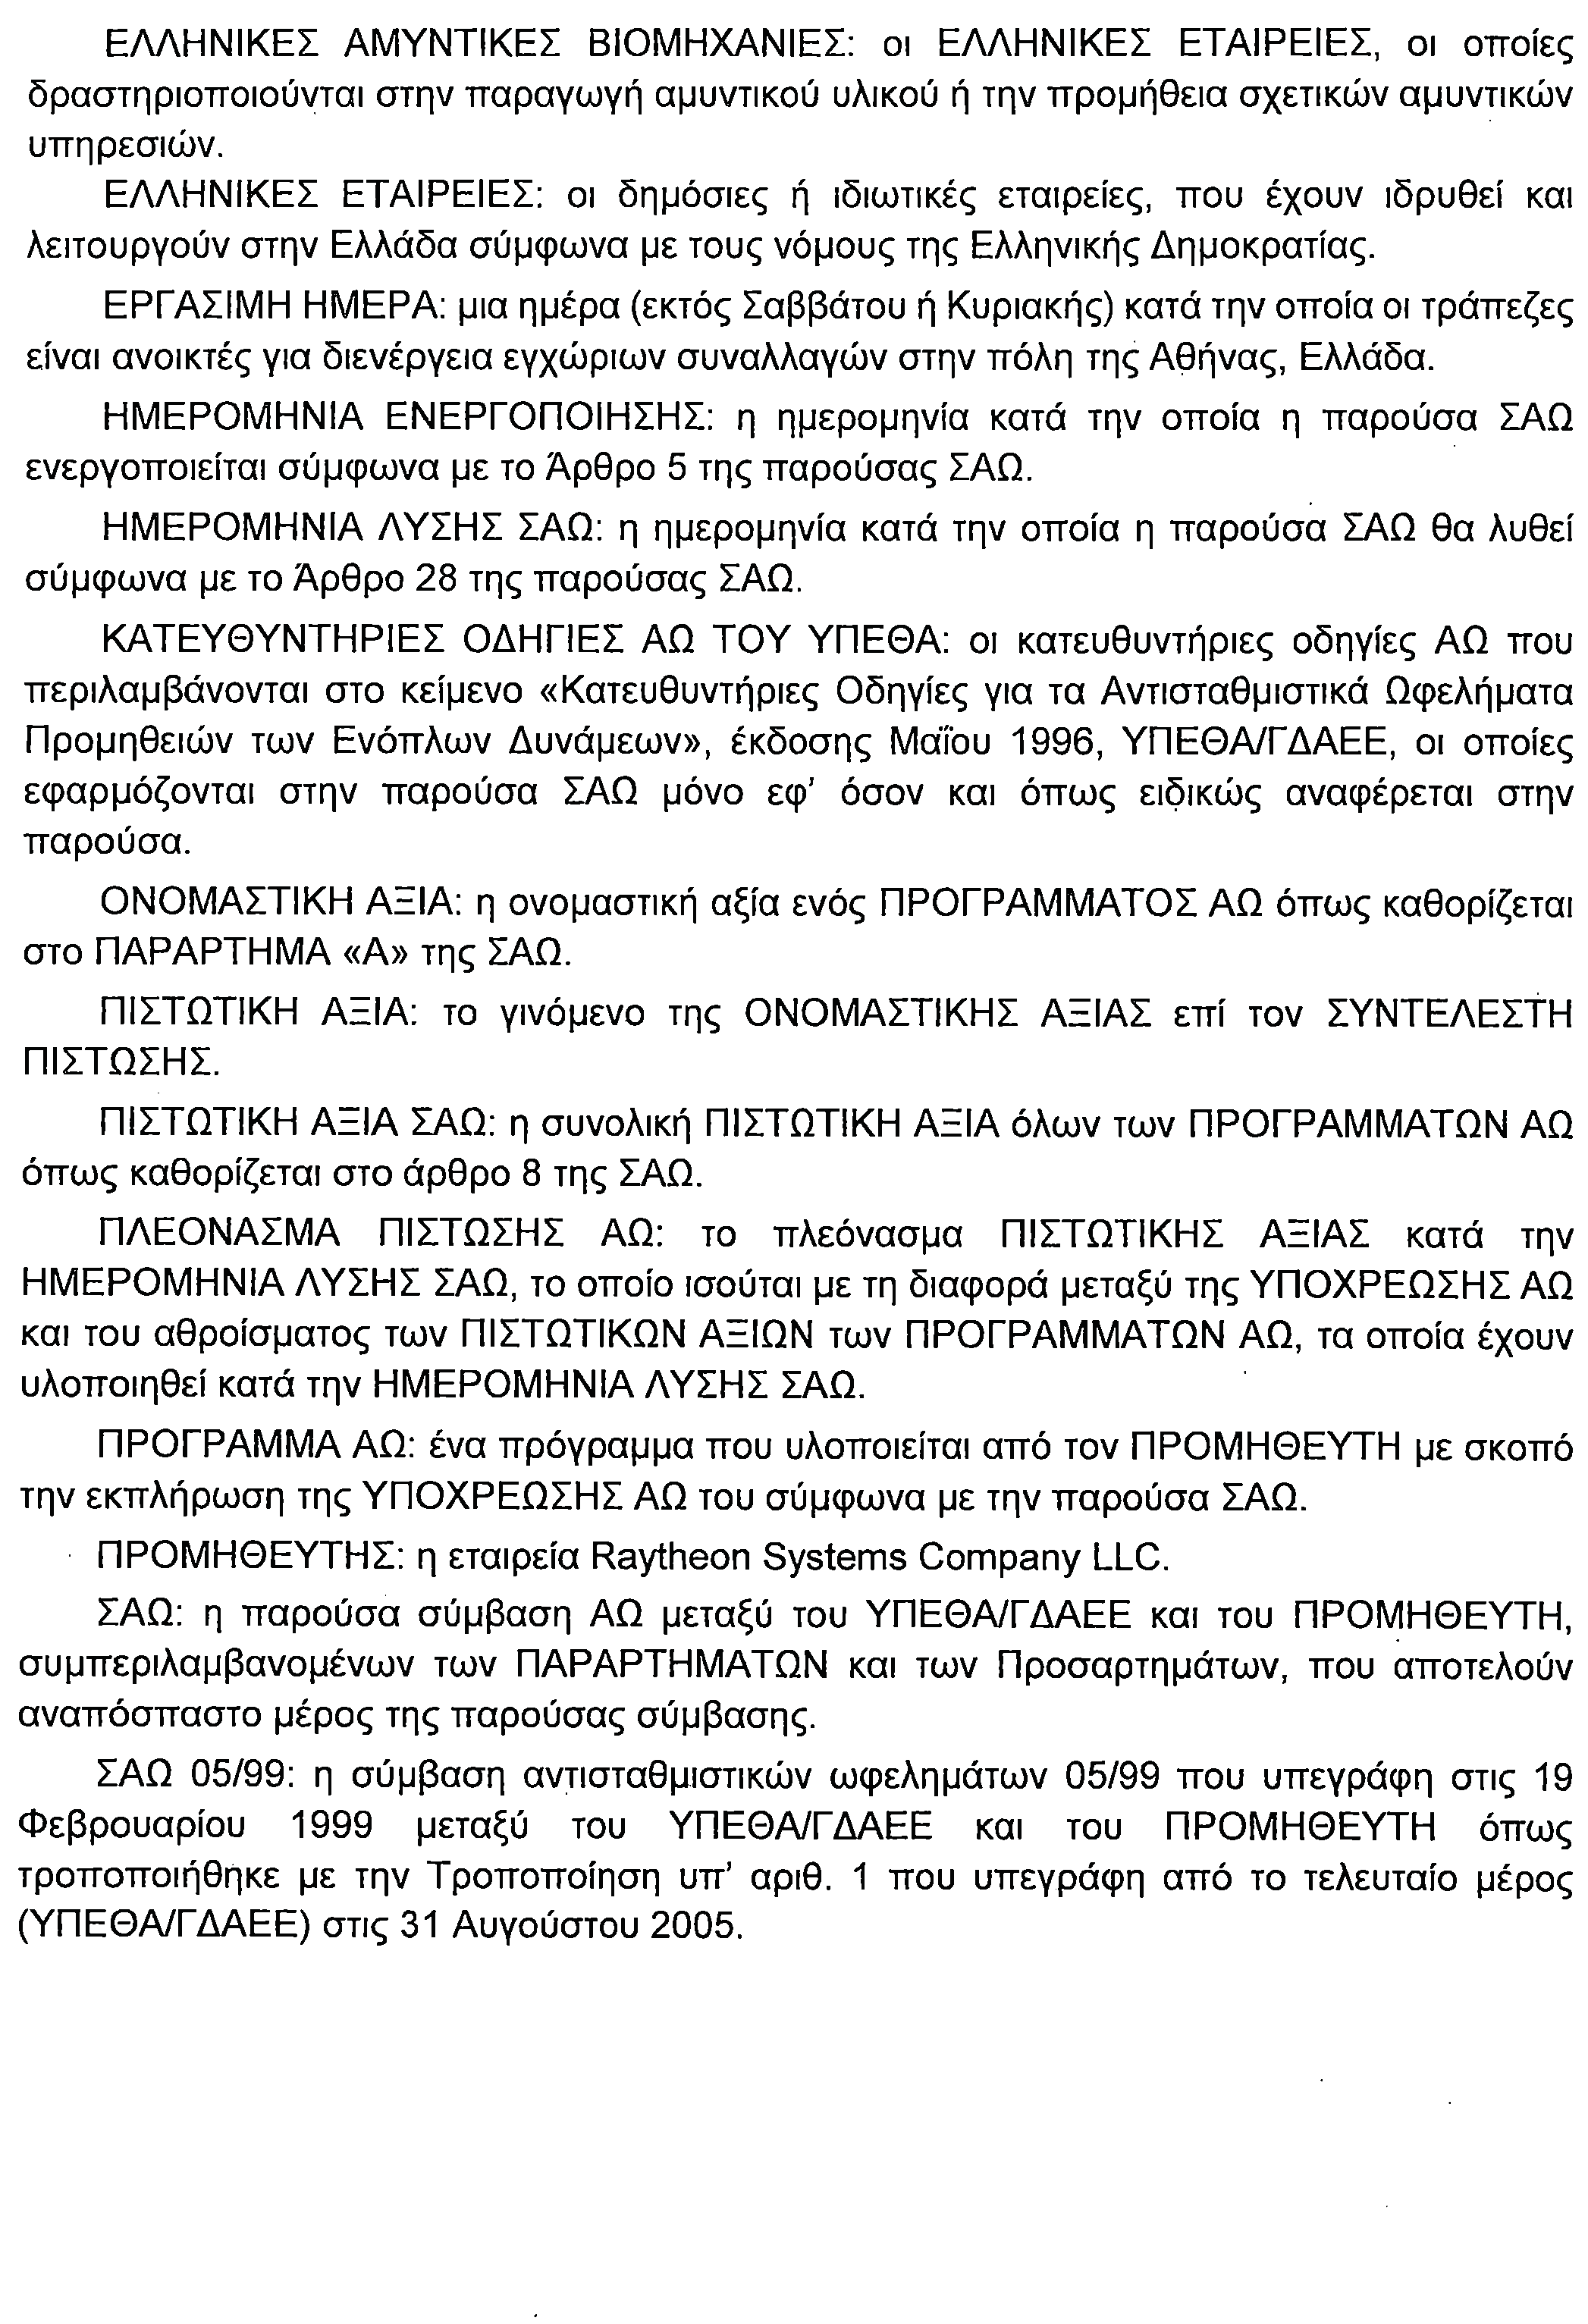 ΕΛΛΗΝΙΚΕΣ ΑΜΥΝΤΙΚΕΣ ΒΙΟΜΗΧΑΝΙΕΣ: οι ΕΛΛΗΝΙΚΕΣ ΕΤΑΙΡΕΙΕΣ, οι οποίες
δραστηριοποιούνται στην παραγωγή αμυντικού υλικού ή την προμήθεια σχετικών αμυντικών
υπηρεσιών.
ΕΛΛΗΝΙΚΕΣ ΕΤΑΙΡΕΙΕΣ: οι δημόσιες ή ιδιωτικές εταιρείες, που έχουν ιδρυθεί και
λειτουργούν στην Ελλάδα σύμφωνα με τους νόμους της Ελληνικής Δημοκρατίας.
ΕΡΓΑΣΙΜΗ ΗΜΕΡΑ: μια ημέρα (εκτός Σαββάτου ή Κυριακής) κατά την οποία οι τράπεζες
είναι ανοικτές για διενέργεια εγχώριων συναλλαγών στην πόλη της Αθήνας, Ελλάδα.
ΗΜΕΡΟΜΗΝΙΑ ΕΝΕΡΓΟΠΟΙΗΣΗΣ: η ημερομηνία κατά την οποία η παρούσα ΣΑΩ
ενεργοποιείται σύμφωνα με το Άρθρο 5 της παρούσας ΣΑΩ.
ΗΜΕΡΟΜΗΝΙΑ ΛΥΣΗΣ ΣΑΩ: η ημερομηνία κατά την οποία η παρούσα ΣΑΩ θα λυθεί
σύμφωνα με το Άρθρο 28 της παρούσας ΣΑΩ.
ΚΑΤΕΥΘΥΝΤΗΡΙΕΣ ΟΔΗΓΙΕΣ ΑΩ ΤΟΥ ΥΠΕΘΑ: οι κατευθυντήριες οδηγίες ΑΩ που
περιλαμβάνονται στο κείμενο «Κατευθυντήριες Οδηγίες για τα Αντισταθμιστικά Ωφελήματα
Προμηθειών των Ενόπλων Δυνάμεων», έκδοσης Μαΐου 1996, ΥΠΕΘΑ/ΓΔΑΕΕ, οι οποίες
εφαρμόζονται στην παρούσα ΣΑΩ μόνο εφ’ όσον και όπως ειδικώς αναφέρεται στην
παρούσα.
ΟΝΟΜΑΣΤΙΚΗ ΑΞΙΑ: η ονομαστική αξία ενός ΠΡΟΓΡΑΜΜΑΤΟΣ ΑΩ όπως καθορίζεται
στο ΠΑΡΑΡΤΗΜΑ «Α» της ΣΑΩ.
ΠΙΣΤΩΤΙΚΗ ΑΞΙΑ: το γινόμενο της ΟΝΟΜΑΣΤΙΚΗΣ ΑΞΙΑΣ επί τον ΣΥΝΤΕΛΕΣΤΗ
ΠΙΣΤΩΣΗΣ.
ΠΙΣΤΩΤΙΚΗ ΑΞΙΑ ΣΑΩ: η συνολική ΠΙΣΤΩΤΙΚΗ ΑΞΙΑ όλων των ΠΡΟΓΡΑΜΜΑΤΩΝ ΑΩ
όπως καθορίζεται στο άρθρο 8 της ΣΑΩ.
ΠΛΕΟΝΑΣΜΑ ΠΙΣΤΩΣΗΣ ΑΩ: το πλεόνασμα ΠΙΣΤΩΤΙΚΗΣ ΑΞΙΑΣ κατά την
ΗΜΕΡΟΜΗΝΙΑ ΛΥΣΗΣ ΣΑΩ, το οποίο ισούται με τη διαφορά μεταξύ της ΥΠΟΧΡΕΩΣΗΣ ΑΩ
και του αθροίσματος των ΠΙΣΤΩΤΙΚΩΝ ΑΞΙΩΝ των ΠΡΟΓΡΑΜΜΑΤΩΝ ΑΩ, τα οποία έχουν
υλοποιηθεί κατά την ΗΜΕΡΟΜΗΝΙΑ ΛΥΣΗΣ ΣΑΩ.
ΠΡΟΓΡΑΜΜΑ ΑΩ: ένα πρόγραμμα που υλοποιείται από τον ΠΡΟΜΗΘΕΥΤΗ με σκοπό
την εκπλήρωση της ΥΠΟΧΡΕΩΣΗΣ ΑΩ του σύμφωνα με την παρούσα ΣΑΩ.
ΠΡΟΜΗΘΕΥΤΗΣ: η εταιρεία Raytheon Systems Company LLC.
ΣΑΩ: η παρούσα σύμβαση ΑΩ μεταξύ του ΥΠΕΘΑ/ΓΔΑΕΕ και του ΠΡΟΜΗΘΕΥΤΗ,
συμπεριλαμβανομένων των ΠΑΡΑΡΤΗΜΑΤΩΝ και των Προσαρτημάτων, που αποτελούν
αναπόσπαστο μέρος της παρούσας σύμβασης.
ΣΑΩ 05/99: η σύμβαση αντισταθμιστικών ωφελημάτων 05/99 που υπεγράφη στις 19
Φεβρουαρίου 1999 μεταξύ του ΥΠΕΘΑ/ΓΔΑΕΕ και του ΠΡΟΜΗΘΕΥΤΗ όπως
τροποποιήθηκε με την Τροποποίηση υπ’ αριθ. 1 που υπεγράφη από το τελευταίο μέρος
(ΥΠΕΘΑ/ΓΔΑΕΕ) στις 31 Αυγούστου 2005.